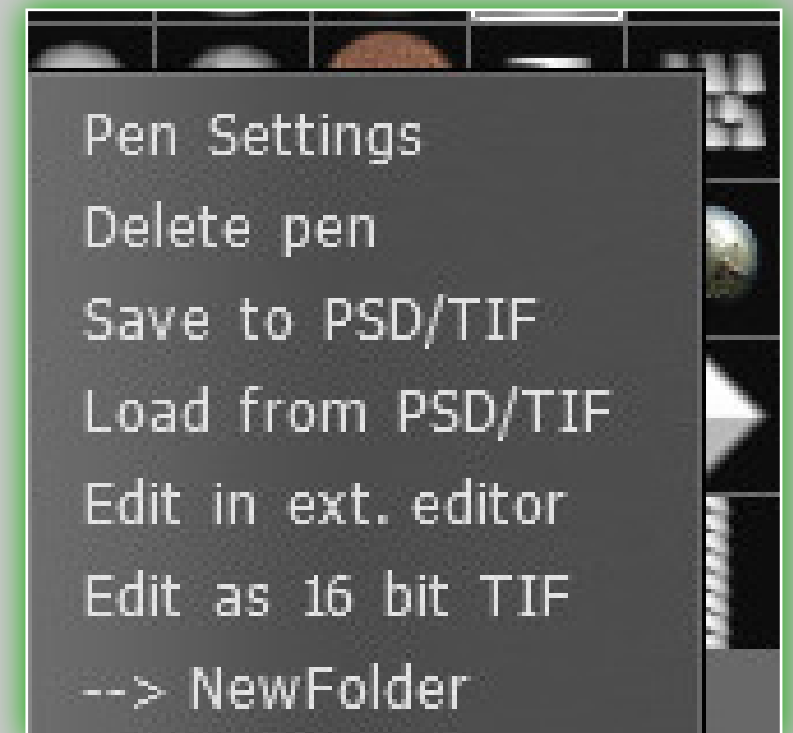 Pen Settings
Delete pen
Save to PSD/TIF
Load from PSD/TIF
Edit in ext. editor
Edit as 16 bit TIF
--> NewFolder